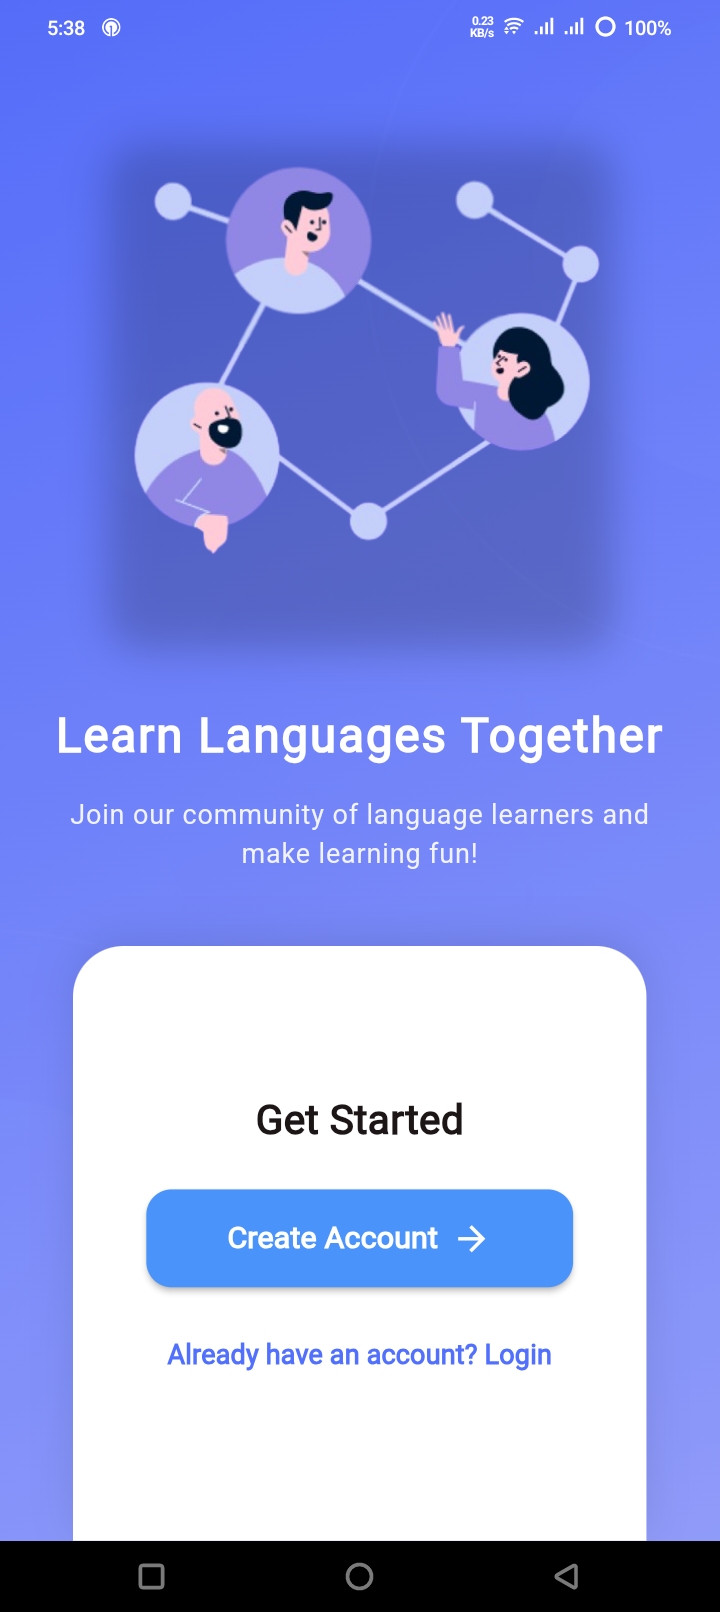 5:38
0.23
KB/s
100%
Learn Languages Together
Join our community of language learners and
make learning fun!
Get Started
Create Account
Already have an account? Login